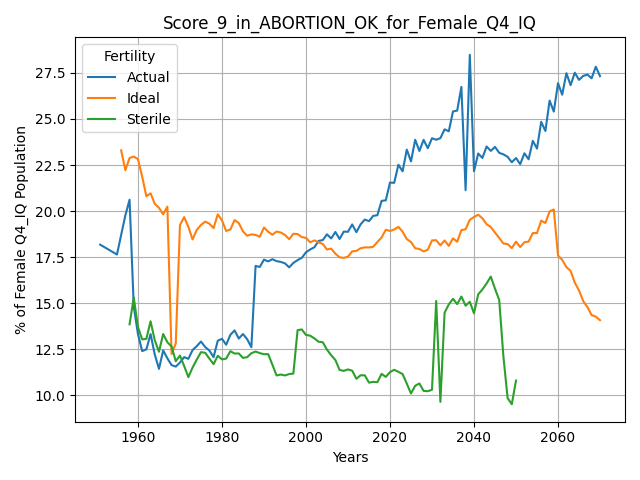 Score_9_in_ABORTION_OK_for_Female_Q4_IQ
Fertility
Actual
Ideal
Sterile
27.5
25.0
22.5
20.0
17.5
15.0
12.5
10.0
% of Female Q4_IQ Population
1960
1980
2000
2020
2040
2060
Years